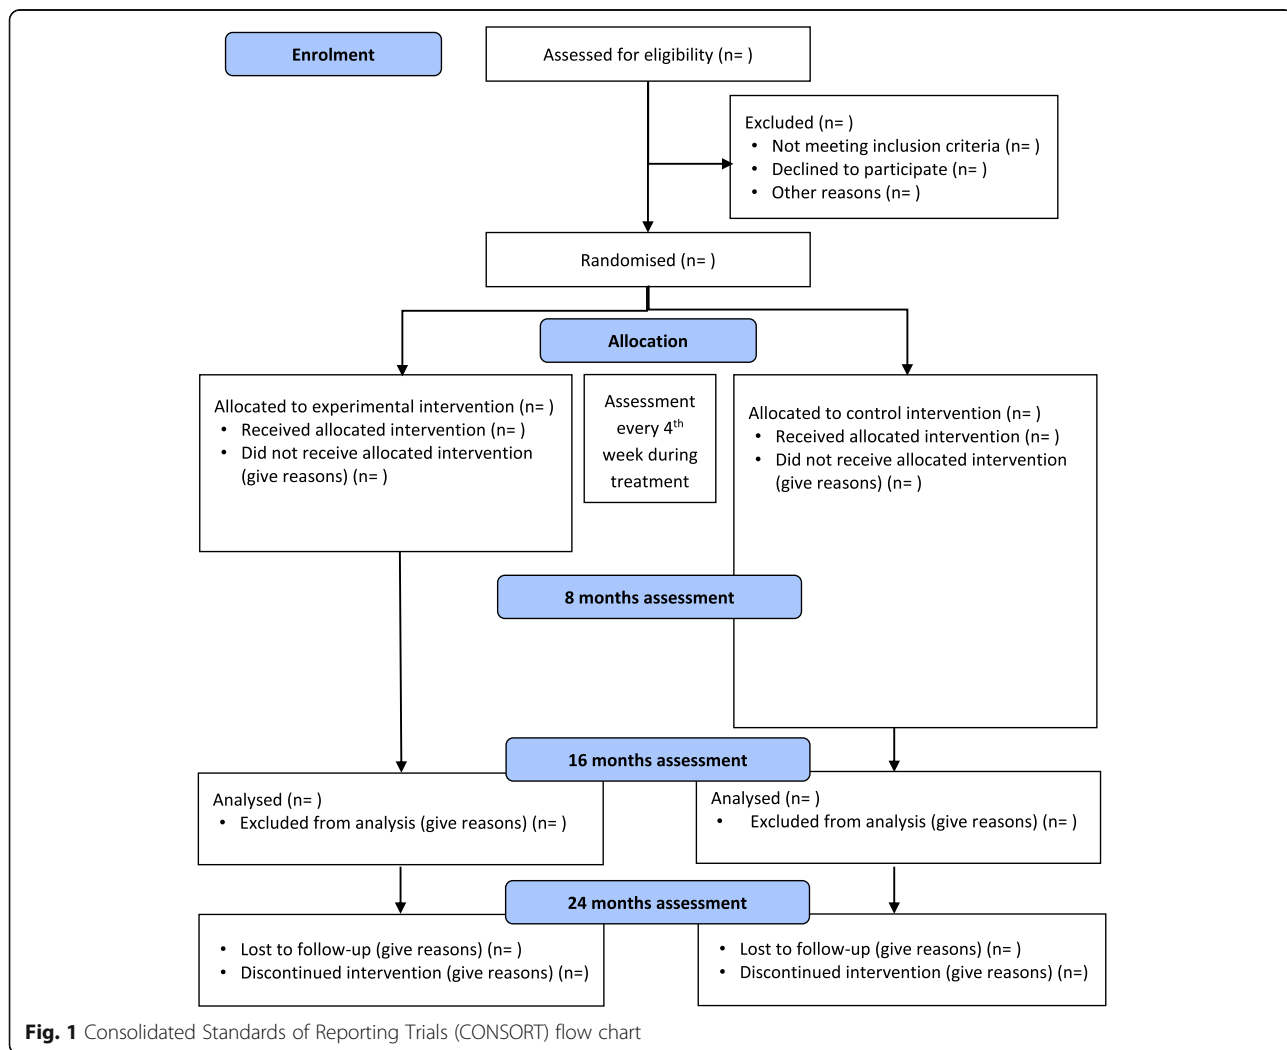 Enrolment
Assessed for eligibility (n= )
Excluded (n= )
• Not meeting inclusion criteria (n= )
• Declined to participate (n= )
• Other reasons (n= )
Randomised (n= )
Allocation
Allocated to experimental intervention (n= )
• Received allocated intervention (n= )
• Did not receive allocated intervention
(give reasons) (n= )
Assessment
every 4th
week during
treatment
Allocated to control intervention (n= )
• Received allocated intervention (n= )
• Did not receive allocated intervention
(give reasons) (n= )
8 months assessment
16 months assessment
Analysed (n= )
• Excluded from analysis (give reasons) (n= )
Analysed (n= )
• Excluded from analysis (give reasons) (n= )
24 months assessment
• Lost to follow-up (give reasons) (n= )
• Discontinued intervention (give reasons) (n=)
• Lost to follow-up (give reasons) (n= )
• Discontinued intervention (give reasons) (n=)
Fig. 1 Consolidated Standards of Reporting Trials (CONSORT) flow chart